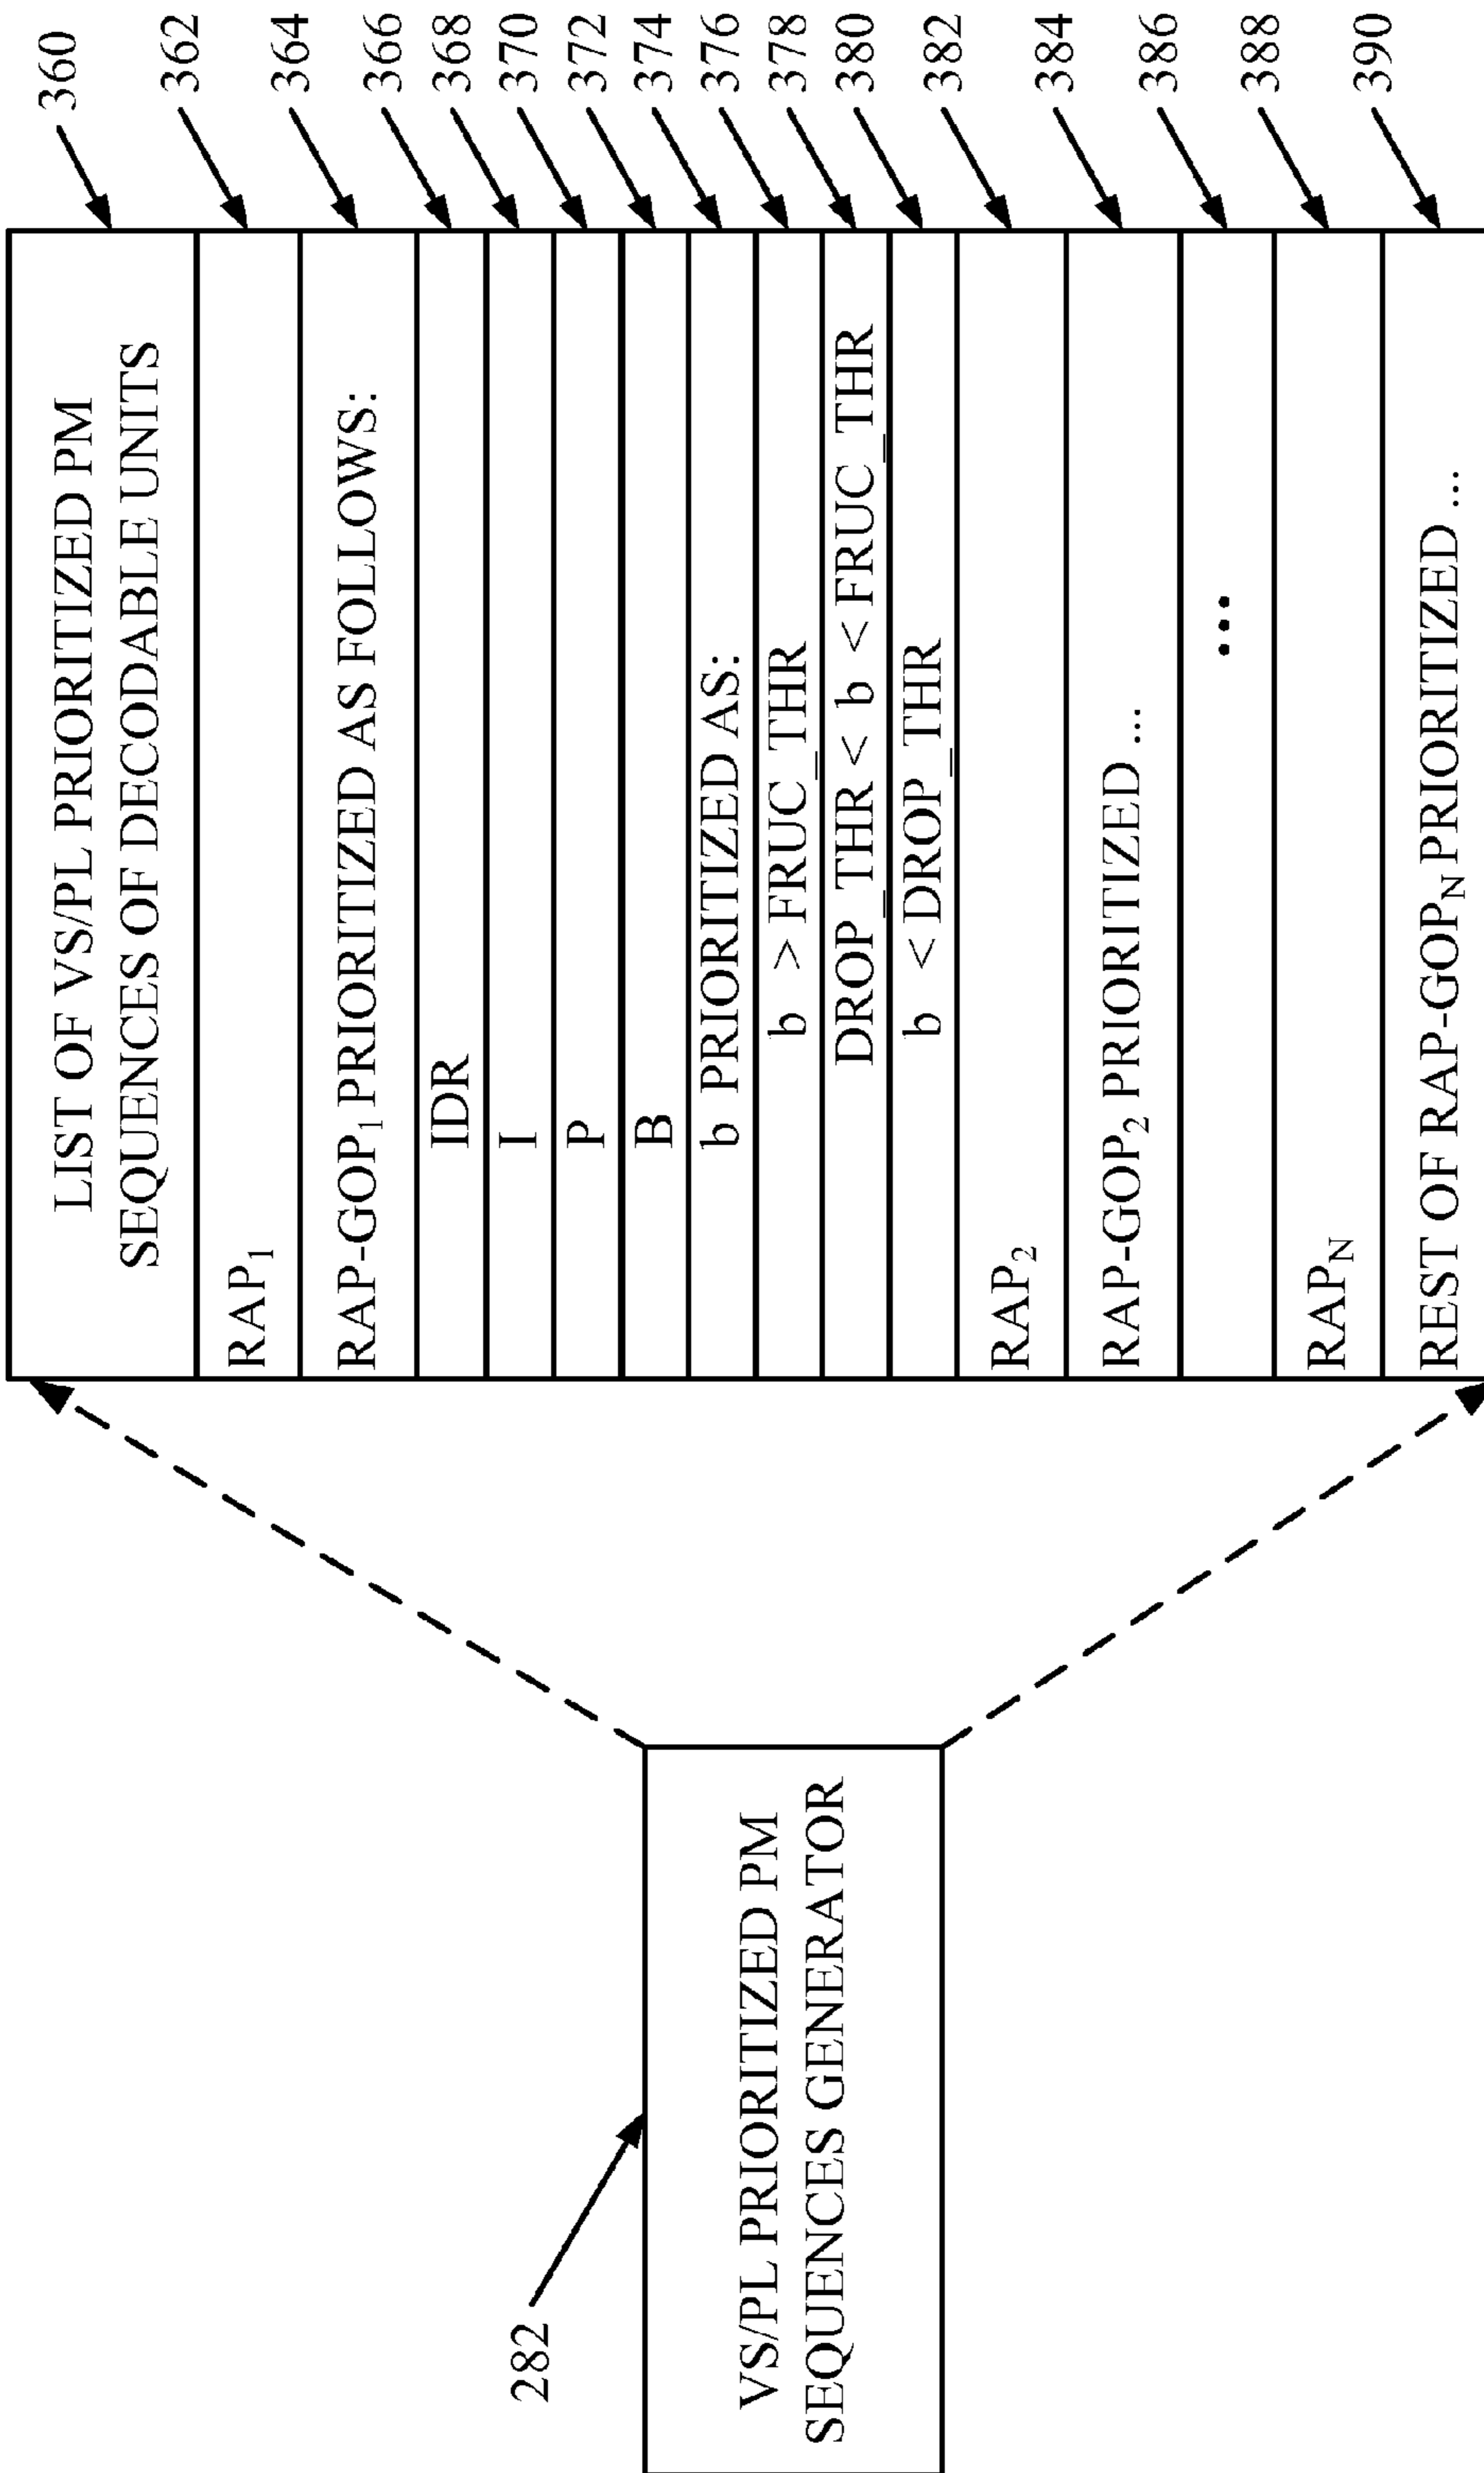 282
VS/PL PRIORITIZED PM
SEQUENCES GENERATOR
LIST OF VS/PL PRIORITIZED PM
SEQUENCES OF DECODABLE UNITS
360
RAP1
362
RAP-GOP1 PRIORITIZED AS FOLLOWS:
364
IDR
366
I
368
P
370
B
372
b PRIORITIZED AS:
374
b > FRUC_THR
376
DROP_THR < b < FRUC_THR
378
b < DROP_THR
380
RAP2
382
RAP-GOP2 PRIORITIZED ...
384
...
386
RAPN
388
REST OF RAP-GOPN PRIORITIZED ...
390